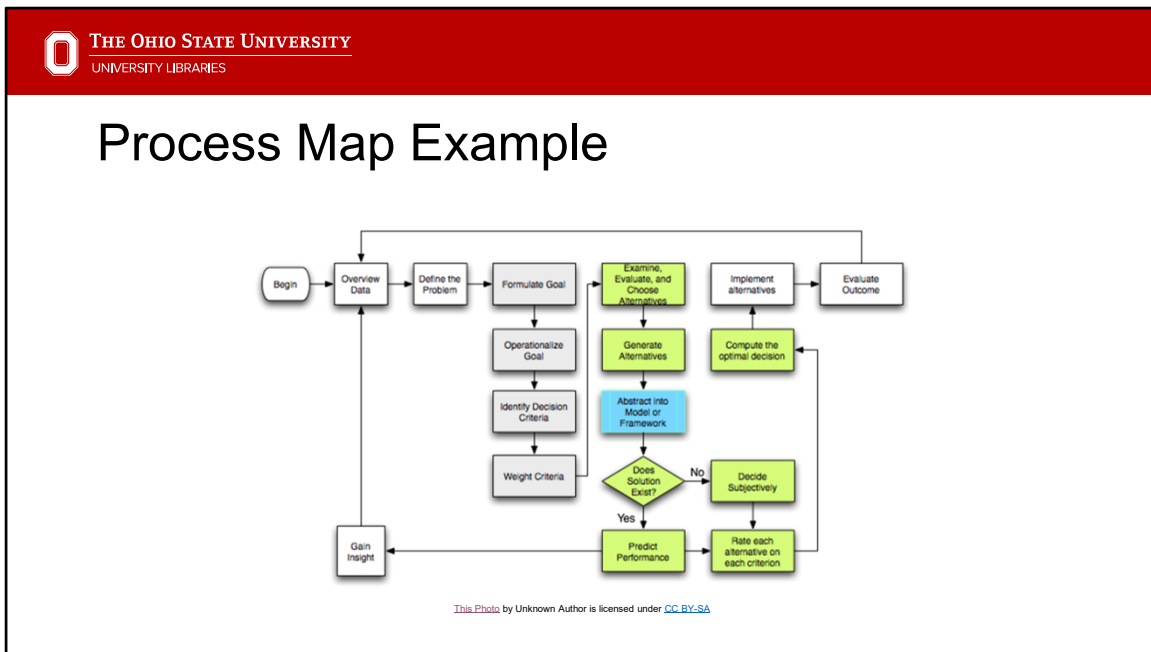 THE OHIO STATE UNIVERSITY
UNIVERSITY LIBRARIES
Process Map Example
Begin
Overview
Data
Define the
Problem
Formulate Goal
Operationalize
Goal
Identify Decision
Criteria
Weight Criteria
Examine,
Evaluate, and
Choose
Alternatives
Generate
Alternatives
Abstract into
Model or
Framework
Does
Solution
Exist?
No
Yes
Decide
Subjectively
Predict
Performance
Rate each
alternative on
each criterion
Compute the
optimal decision
Implement
alternatives
Evaluate
Outcome
Gain
Insight
This Photo by Unknown Author is licensed under CC BY-SA